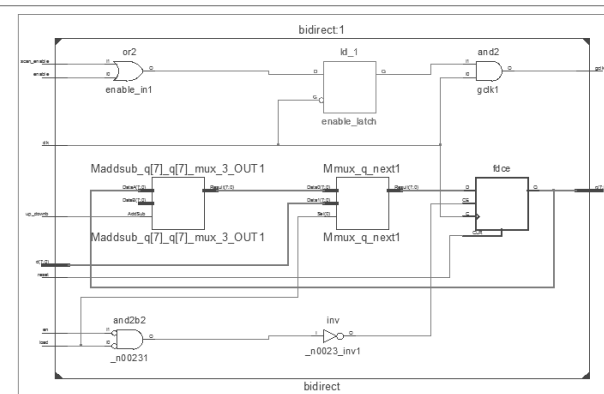 bidirect:1
or2
ld_1
and2
scan_enable
I1
O
D
Q
I1
O
gclk
enable
I0
G
I0
enable_in1
enable_latch
gclk1
clk
Maddsub_q[7]_q[7]_mux_3_OUT1
Mmux_q_next1
fdce
DataA(7:0)
Result(7:0)
Data0(7:0)
Result(7:0)
D
Q
DataB(7:0)
Data1(7:0)
CE
up_downb
AddSub
Sel(0)
C
CLR
Maddsub_q[7]_q[7]_mux_3_OUT1
Mmux_q_next1
reset
and2b2
inv
en
I1
O
I
O
load
I0
_n00231
_n0023_inv1
bidirect